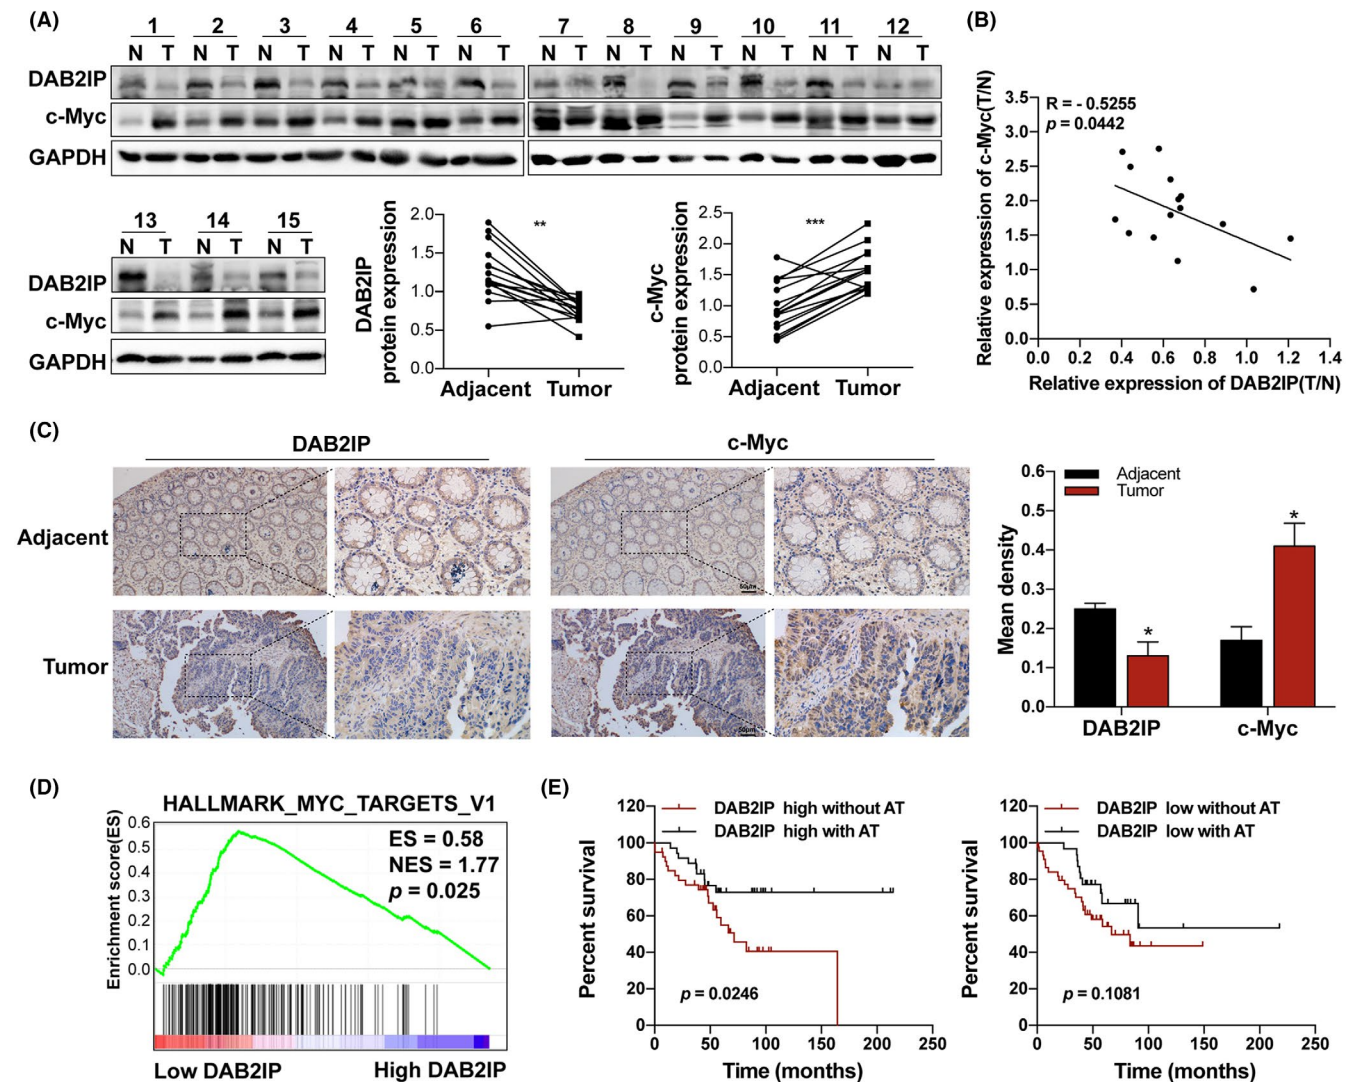 (A)
1 2 3 4 5 6 7 8 9 10 11 12
N T N T N T N T N T N T N T N T N T N T N T N T
DAB2IP
c-Myc
GAPDH
13 14 15
N T N T N T
DAB2IP
c-Myc
GAPDH
DAB2IP
protein expression
2.0
1.5
1.0
0.5
0.0
**
Adjacent Tumor
c-Myc
protein expression
2.5
2.0
1.5
1.0
0.5
0.0
***
Adjacent Tumor
(B)
Relative expression of c-Myc(T/N)
3.5
3.0
2.5
2.0
1.5
1.0
0.5
0.0
R = - 0.5255
p = 0.0442
0.0 0.2 0.4 0.6 0.8 1.0 1.2 1.4
Relative expression of DAB2IP(T/N)
(C)
DAB2IP c-Myc
Adjacent
50μm
Tumor
50μm
Mean density
0.6
0.5
0.4
0.3
0.2
0.1
0.0
Adjacent
Tumor
*
*
DAB2IP c-Myc
(D)
HALLMARK_MYC_TARGETS_V1
Enrichment score(ES)
0.6
0.5
0.4
0.3
0.2
0.1
0.0
ES = 0.58
NES = 1.77
p = 0.025
Low DAB2IP High DAB2IP
(E)
Percent survival
120
100
80
60
40
20
0
DAB2IP high without AT
DAB2IP high with AT
p = 0.0246
0 50 100 150 200 250
Time (months)
Percent survival
120
100
80
60
40
20
0
DAB2IP low without AT
DAB2IP low with AT
p = 0.1081
0 50 100 150 200 250
Time (months)